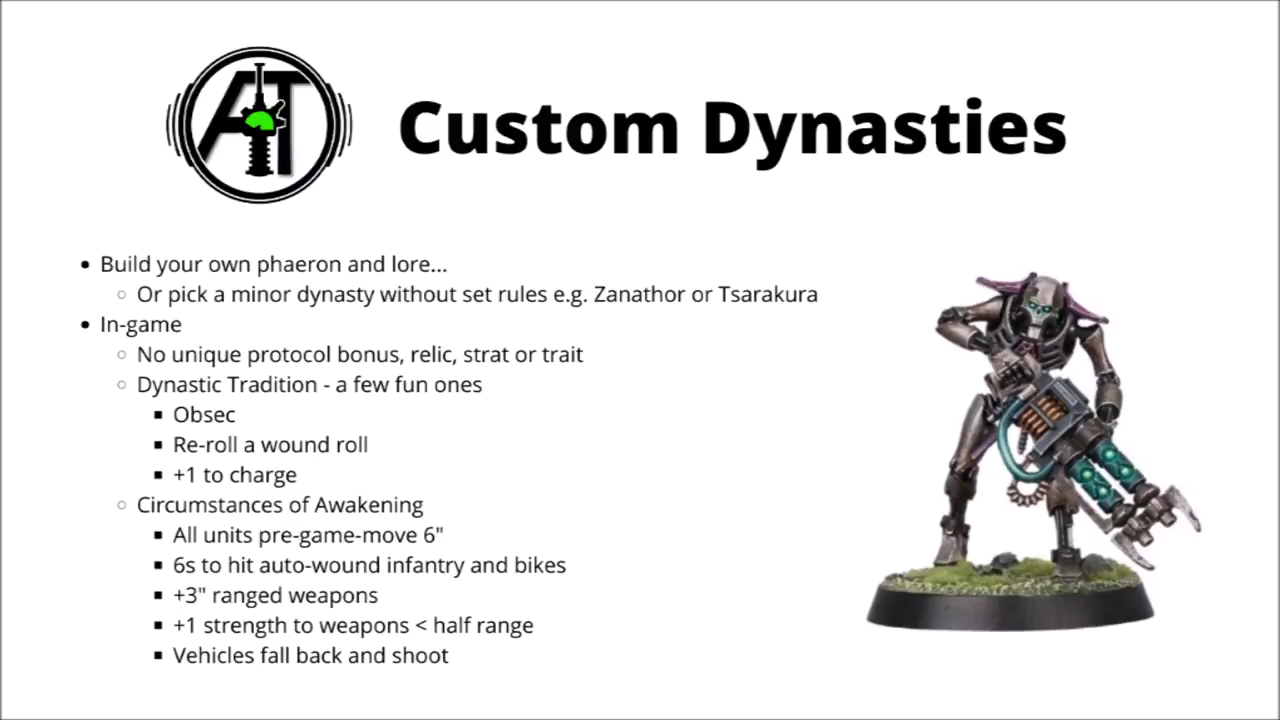 AT
Custom Dynasties
• Build your own phaeron and lore...
○ Or pick a minor dynasty without set rules e.g. Zanathor or Tsarakura
• In-game
○ No unique protocol bonus, relic, strat or trait
○ Dynastic Tradition - a few fun ones
▪ Obsec
▪ Re-roll a wound roll
▪ +1 to charge
○ Circumstances of Awakening
▪ All units pre-game-move 6"
▪ 6s to hit auto-wound infantry and bikes
▪ +3" ranged weapons
▪ +1 strength to weapons < half range
▪ Vehicles fall back and shoot